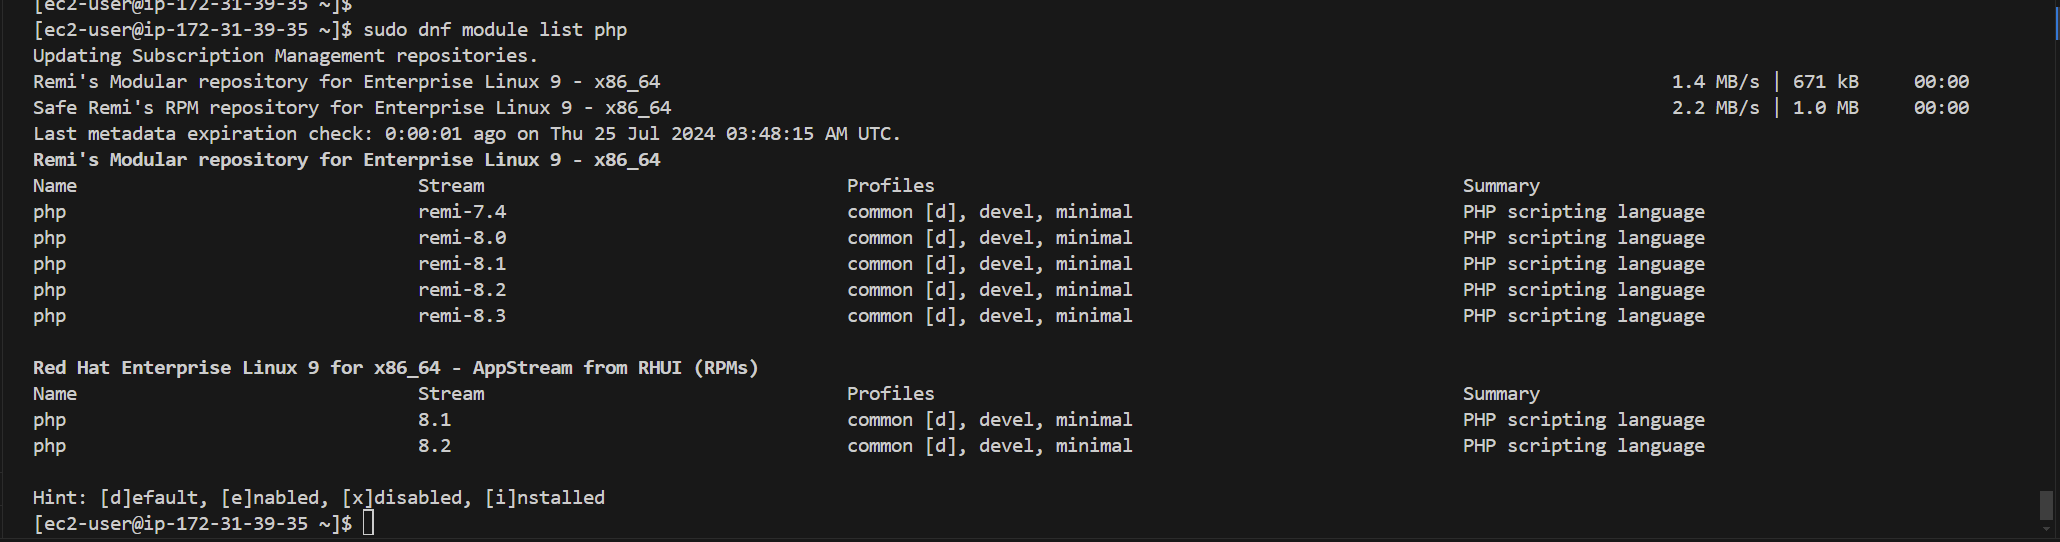 [ec2-user@ip-172-31-39-35 ~]$
[ec2-user@ip-172-31-39-35 ~]$ sudo dnf module list php
Updating Subscription Management repositories.
Remi's Modular repository for Enterprise Linux 9 - x86_64 1.4 MB/s | 671 kB 00:00
Safe Remi's RPM repository for Enterprise Linux 9 - x86_64 2.2 MB/s | 1.0 MB 00:00
Last metadata expiration check: 0:00:01 ago on Thu 25 Jul 2024 03:48:15 AM UTC.
Remi's Modular repository for Enterprise Linux 9 - x86_64
Name Stream Profiles Summary
php remi-7.4 common [d], devel, minimal PHP scripting language
php remi-8.0 common [d], devel, minimal PHP scripting language
php remi-8.1 common [d], devel, minimal PHP scripting language
php remi-8.2 common [d], devel, minimal PHP scripting language
php remi-8.3 common [d], devel, minimal PHP scripting language
Red Hat Enterprise Linux 9 for x86_64 - AppStream from RHUI (RPMs)
Name Stream Profiles Summary
php 8.1 common [d], devel, minimal PHP scripting language
php 8.2 common [d], devel, minimal PHP scripting language
Hint: [d]efault, [e]nabled, [x]disabled, [i]nstalled
[ec2-user@ip-172-31-39-35 ~]$